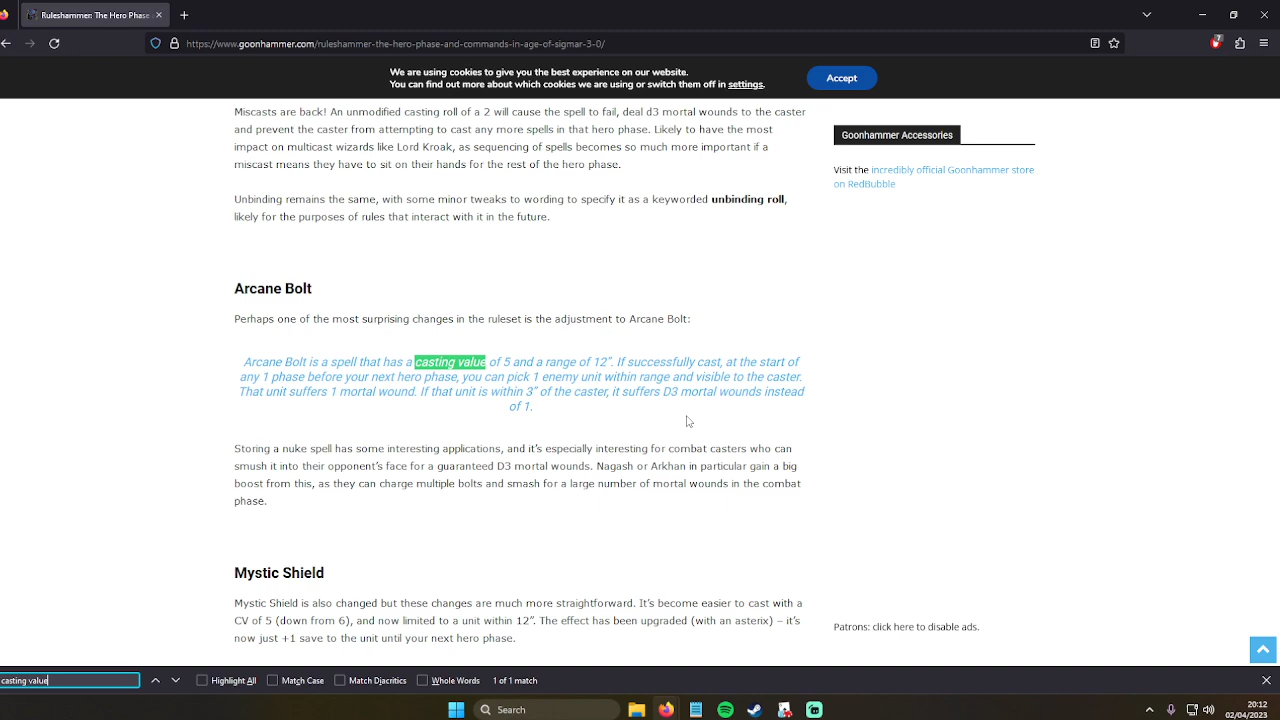 Ruleshammer: The Hero Phase
https://www.goonhammer.com/ruleshammer-the-hero-phase-and-commands-in-age-of-sigmar-3-0/
7
We are using cookies to give you the best experience on our website.
You can find out more about which cookies we are using or switch them off in settings.
Accept
Miscasts are back! An unmodified casting roll of a 2 will cause the spell to fail, deal d3 mortal wounds to the caster
and prevent the caster from attempting to cast any more spells in that hero phase. Likely to have the most
impact on multicast wizards like Lord Kroak, as sequencing of spells becomes so much more important if a
miscast means they have to sit on their hands for the rest of the hero phase.
Unbinding remains the same, with some minor tweaks to wording to specify it as a keyworded unbinding roll,
likely for the purposes of rules that interact with it in the future.
Goonhammer Accessories
Visit the incredibly official Goonhammer store
on RedBubble
Arcane Bolt
Perhaps one of the most surprising changes in the ruleset is the adjustment to Arcane Bolt:
Arcane Bolt is a spell that has a casting value of 5 and a range of 12”. If successfully cast, at the start of
any 1 phase before your next hero phase, you can pick 1 enemy unit within range and visible to the caster.
That unit suffers 1 mortal wound. If that unit is within 3” of the caster, it suffers D3 mortal wounds instead
of 1.
Storing a nuke spell has some interesting applications, and it’s especially interesting for combat casters who can
smush it into their opponent’s face for a guaranteed D3 mortal wounds. Nagash or Arkhan in particular gain a big
boost from this, as they can charge multiple bolts and smash for a large number of mortal wounds in the combat
phase.
Mystic Shield
Mystic Shield is also changed but these changes are much more straightforward. It’s become easier to cast with a
CV of 5 (down from 6), and now limited to a unit within 12”. The effect has been upgraded (with an asterix) – it’s
now just +1 save to the unit until your next hero phase.
Patrons: click here to disable ads.
casting value
Highlight All
Match Case
Match Diacritics
Whole Words
1 of 1 match
Search
20:12
02/04/2023